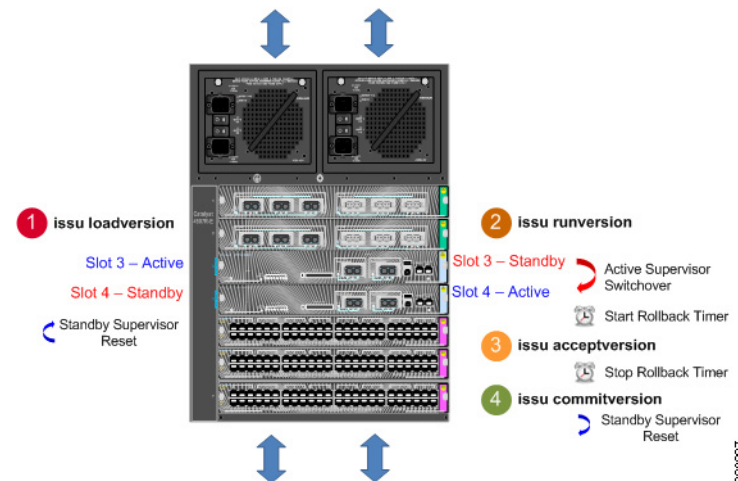 1 issu loadversion
Slot 3 – Active
Slot 4 – Standby
Standby Supervisor
Reset
Catalyst
2 issu runversion
Slot 3 – Standby
Slot 4 – Active
Active Supervisor
Switchover
Start Rollback Timer
3 issu acceptversion
Stop Rollback Timer
4 issu commitversion
Standby Supervisor
Reset